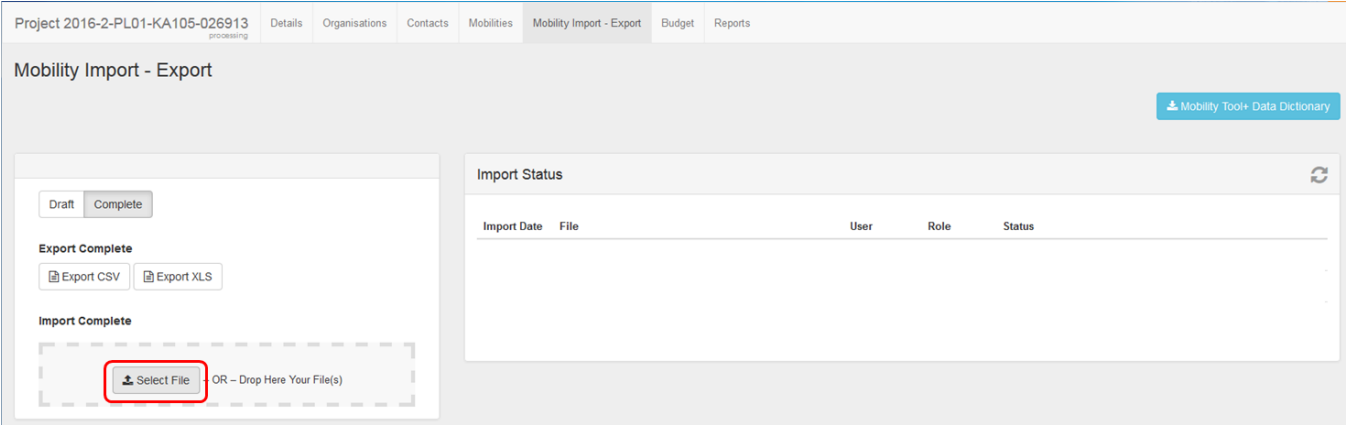 Project 2016-2-PL01-KA105-026913 Details Organisations Contacts Mobilities Mobility Import - Export Budget Reports
processing
Mobility Import - Export
Mobility Tool+ Data Dictionary
Import Status
Draft Complete
Import Date File User Role Status
Export Complete
Export CSV Export XLS
Import Complete
Select File – OR – Drop Here Your File(s)